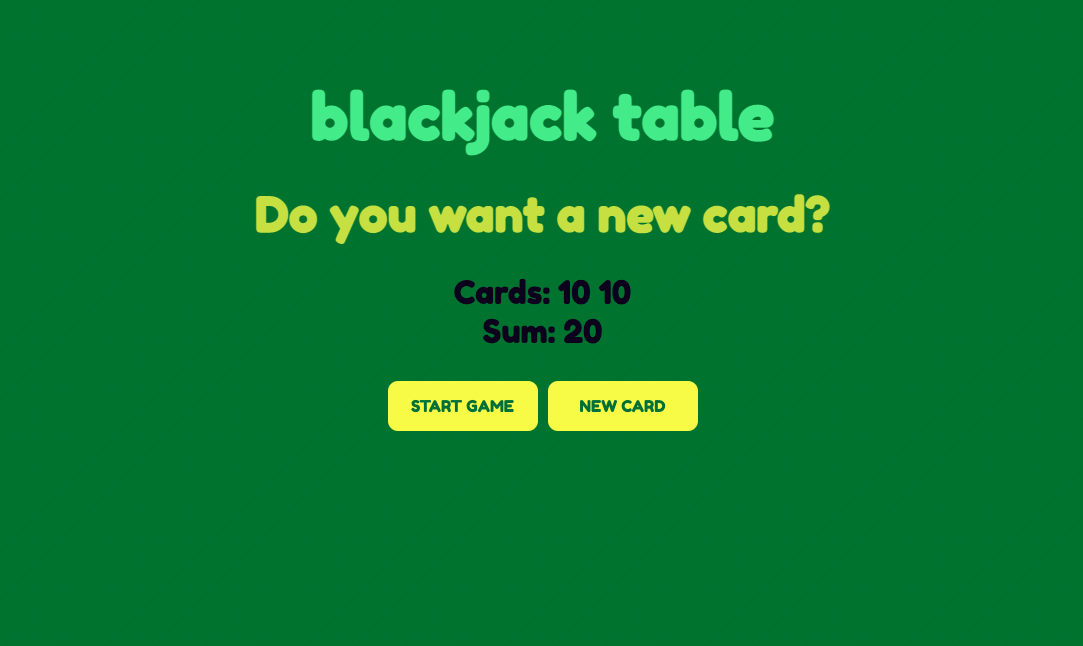 blackjack table
Do you want a new card?
Cards: 10 10
Sum: 20
START GAME
NEW CARD